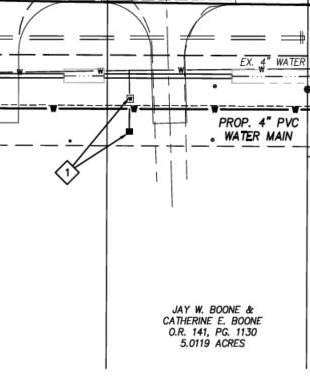 EX. 4" WATER
W
W
W
W
W
W
W
PROP. 4" PVC
WATER MAIN
1
JAY W. BOONE &
CATHERINE E. BOONE
O.R. 141, PG. 1130
5.0119 ACRES